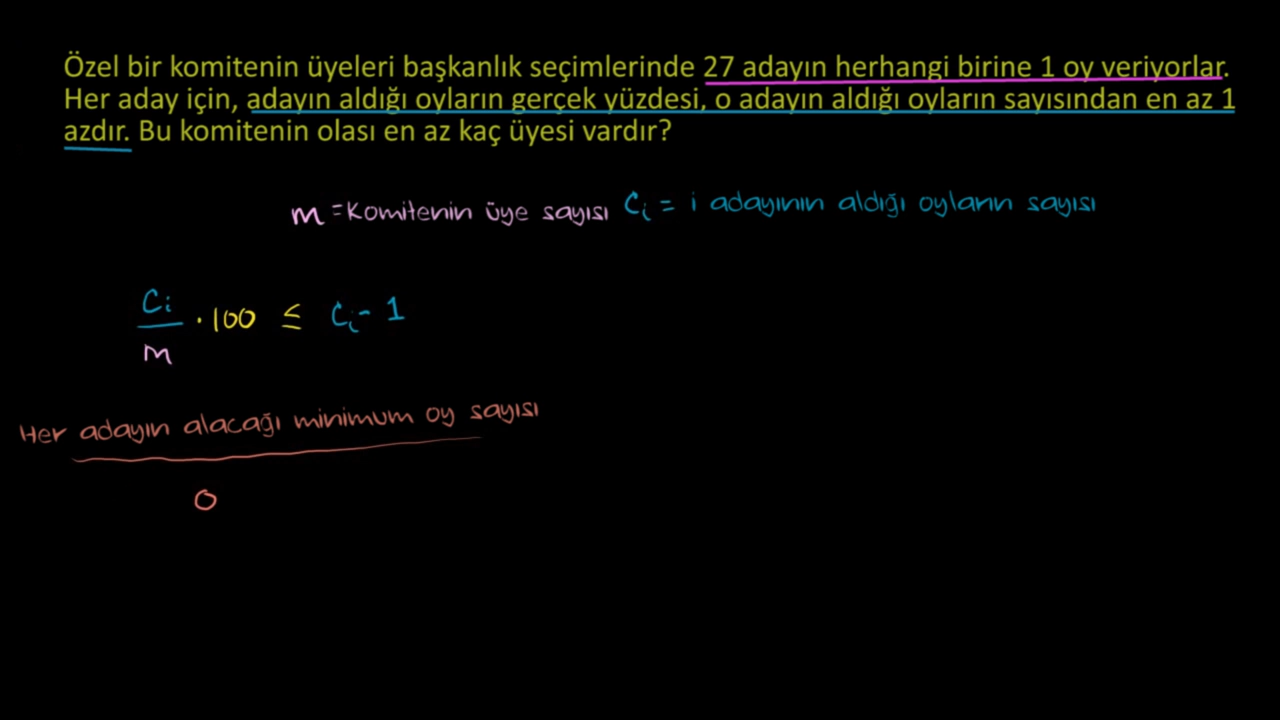 Özel bir komitenin üyeleri başkanlık seçimlerinde 27 adayın herhangi birine 1 oy veriyorlar.
Her aday için, adayın aldığı oyların gerçek yüzdesi, o adayın aldığı oyların sayısından en az 1
azdır. Bu komitenin olası en az kaç üyesi vardır?
m = Komitenin üye sayısı Ci = i adayının aldığı oyların sayısı
Ci
— · 100 ≤ Ci - 1
m
Her adayın alacağı minimum oy sayısı
0